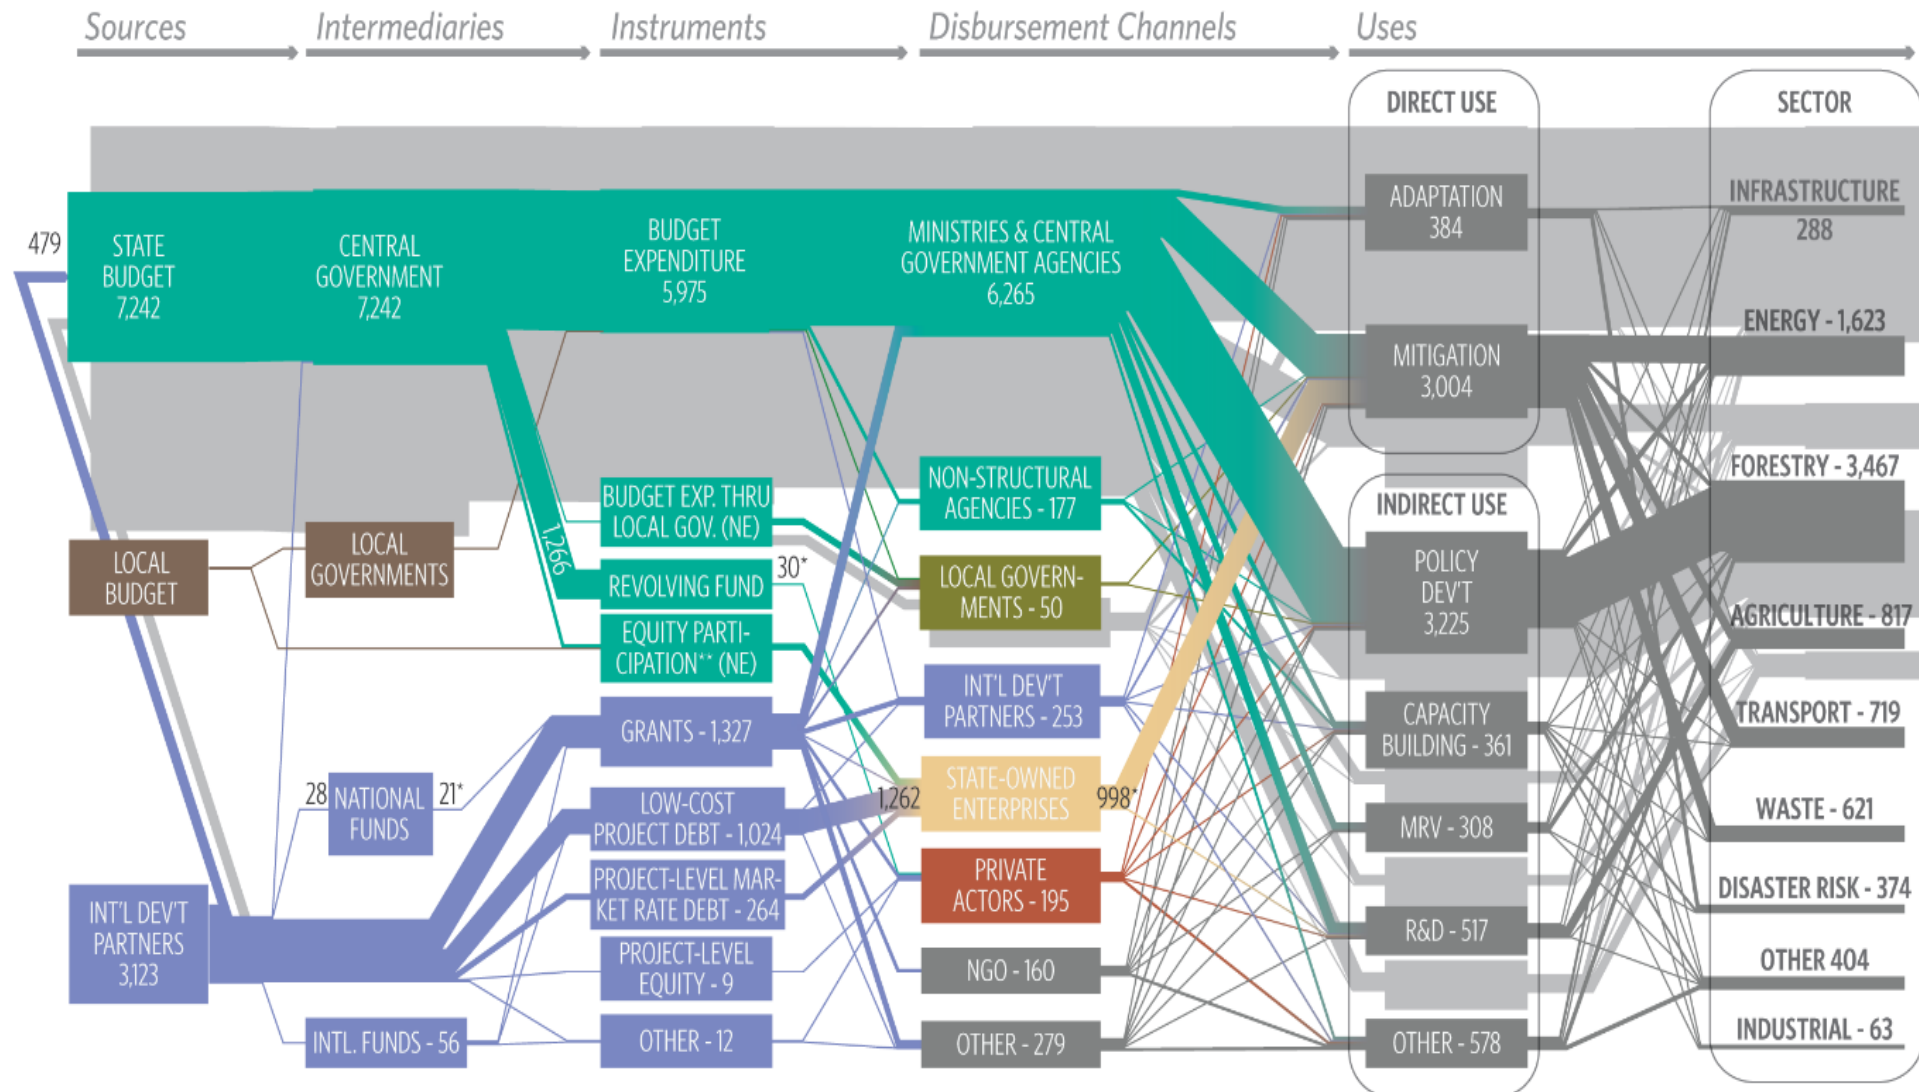 Sources
Intermediaries
Instruments
Disbursement Channels
Uses
DIRECT USE
SECTOR
479
STATE
BUDGET
7,242
CENTRAL
GOVERNMENT
7,242
BUDGET
EXPENDITURE
5,975
MINISTRIES & CENTRAL
GOVERNMENT AGENCIES
6,265
ADAPTATION
384
MITIGATION
3,004
INFRASTRUCTURE
288
ENERGY - 1,623
FORESTRY - 3,467
1,266
BUDGET EXP. THRU
LOCAL GOV. (NE)
NON-STRUCTURAL
AGENCIES - 177
INDIRECT USE
LOCAL
BUDGET
LOCAL
GOVERNMENTS
REVOLVING FUND
30*
LOCAL GOVERN-
MENTS - 50
POLICY
DEV'T
3,225
AGRICULTURE - 817
EQUITY PARTI-
CIPATION** (NE)
GRANTS - 1,327
INT'L DEV'T
PARTNERS - 253
CAPACITY
BUILDING - 361
TRANSPORT - 719
28
NATIONAL
FUNDS
21*
LOW-COST
PROJECT DEBT - 1,024
1,262
STATE-OWNED
ENTERPRISES
998*
MRV - 308
WASTE - 621
INT'L DEV'T
PARTNERS
3,123
PROJECT-LEVEL MAR-
KET RATE DEBT - 264
PRIVATE
ACTORS - 195
R&D - 517
DISASTER RISK - 374
PROJECT-LEVEL
EQUITY - 9
NGO - 160
OTHER 404
INTL. FUNDS - 56
OTHER - 12
OTHER - 279
OTHER - 578
INDUSTRIAL - 63